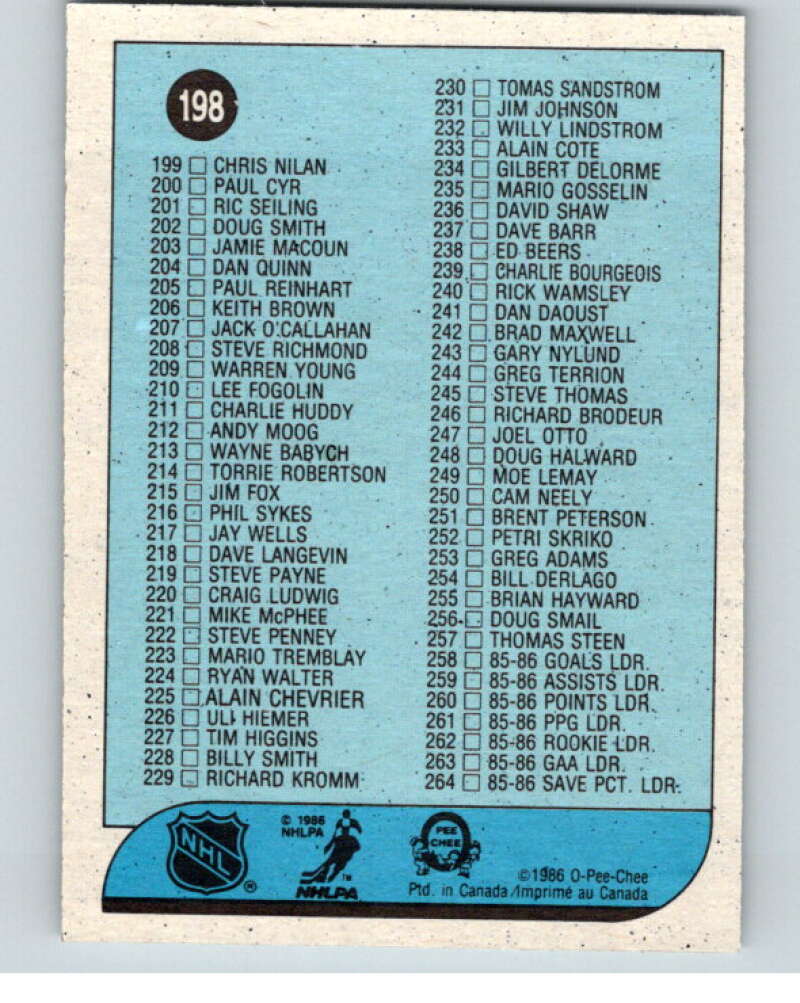 198
199 CHRIS NILAN
200 PAUL CYR
201 RIC SEILING
202 DOUG SMITH
203 JAMIE MACOUN
204 DAN QUINN
205 PAUL REINHART
206 KEITH BROWN
207 JACK O'CALLAHAN
208 STEVE RICHMOND
209 WARREN YOUNG
210 LEE FOGOLIN
211 CHARLIE HUDDY
212 ANDY MOOG
213 WAYNE BABYCH
214 TORRIE ROBERTSON
215 JIM FOX
216 PHIL SYKES
217 JAY WELLS
218 DAVE LANGEVIN
219 STEVE PAYNE
220 CRAIG LUDWIG
221 MIKE McPHEE
222 STEVE PENNEY
223 MARIO TREMBLAY
224 RYAN WALTER
225 ALAIN CHEVRIER
226 ULI HIEMER
227 TIM HIGGINS
228 BILLY SMITH
229 RICHARD KROMM
230 TOMAS SANDSTROM
231 JIM JOHNSON
232 WILLY LINDSTROM
233 ALAIN COTE
234 GILBERT DELORME
235 MARIO GOSSELIN
236 DAVID SHAW
237 DAVE BARR
238 ED BEERS
239 CHARLIE BOURGEOIS
240 RICK WAMSLEY
241 DAN DAOUST
242 BRAD MAXWELL
243 GARY NYLUND
244 GREG TERRION
245 STEVE THOMAS
246 RICHARD BRODEUR
247 JOEL OTTO
248 DOUG HALWARD
249 MOE LEMAY
250 CAM NEELY
251 BRENT PETERSON
252 PETRI SKRIKO
253 GREG ADAMS
254 BILL DERLAGO
255 BRIAN HAYWARD
256 DOUG SMAIL
257 THOMAS STEEN
258 85-86 GOALS LDR.
259 85-86 ASSISTS LDR.
260 85-86 POINTS LDR.
261 85-86 PPG LDR.
262 85-86 ROOKIE LDR.
263 85-86 GAA LDR.
264 85-86 SAVE PCT. LDR.
NHL ®
© 1986
NHLPA
NHLPA ™
PEE
CHEE
©1986 O-Pee-Chee
Ptd. in Canada/Imprimé au Canada